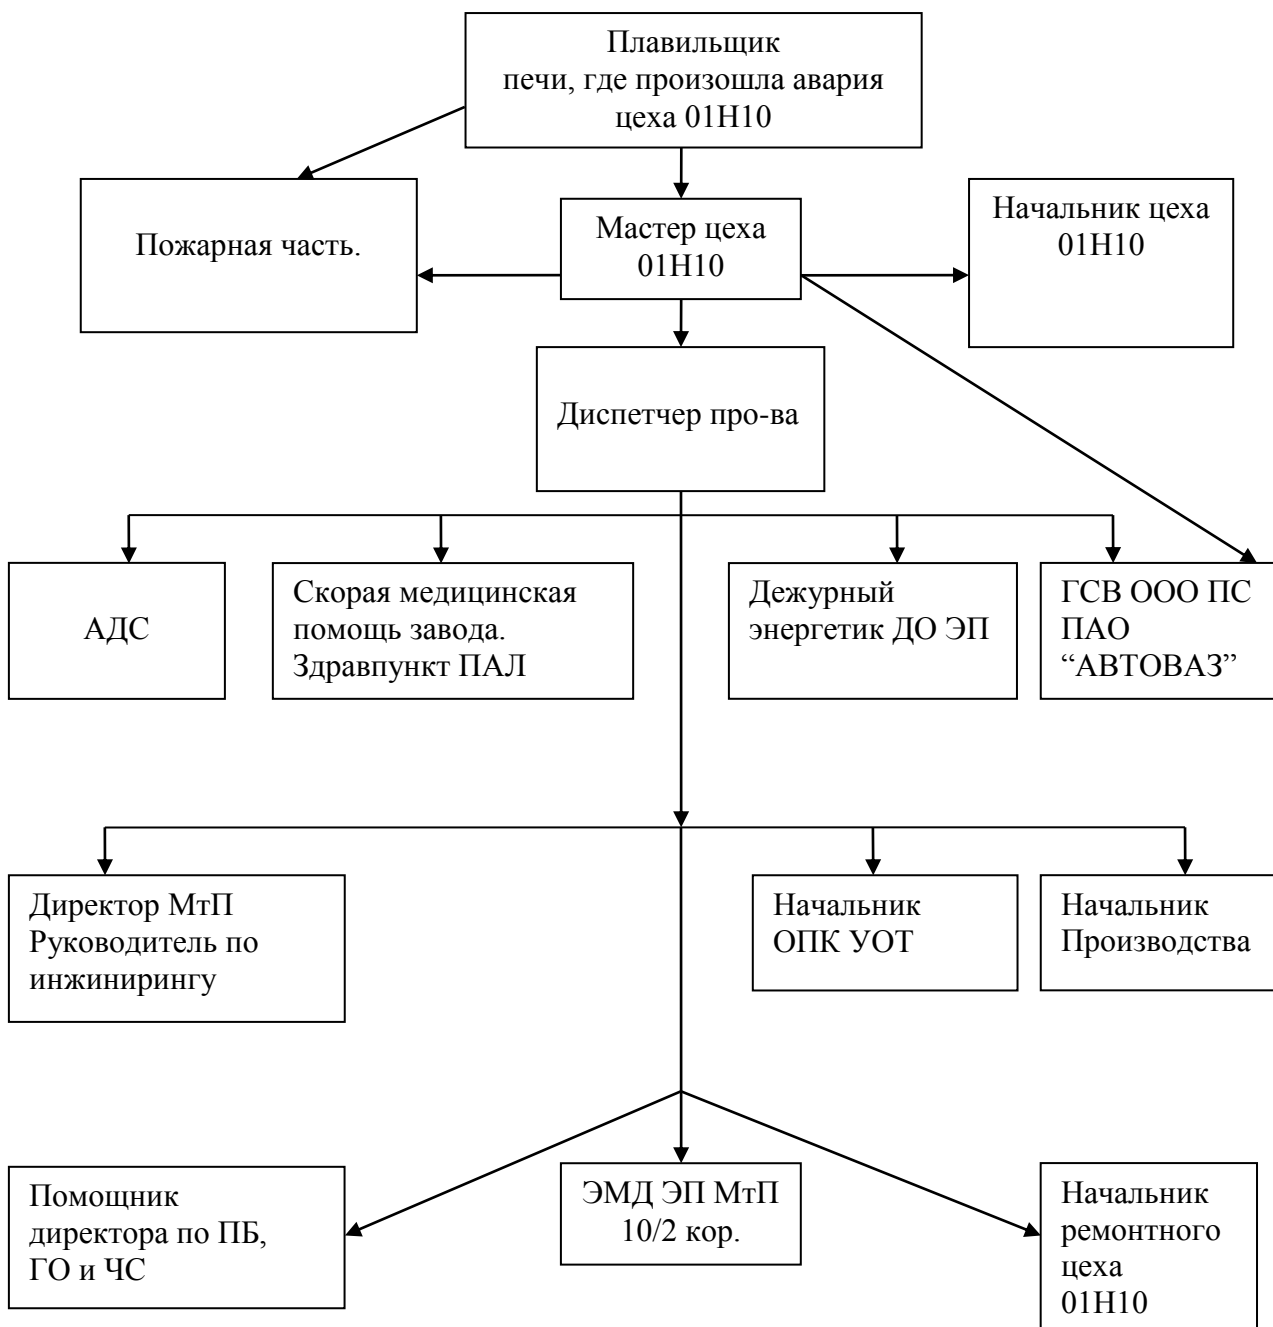 Плавильщик
печи, где произошла авария
цеха 01Н10
Пожарная часть.
Мастер цеха
01Н10
Начальник цеха
01Н10
Диспетчер про-ва
АДС
Скорая медицинская
помощь завода.
Здравпункт ПАЛ
Дежурный
энергетик ДО ЭП
ГСВ ООО ПС
ПАО
“АВТОВАЗ”
Директор МтП
Руководитель по
инжинирингу
Начальник
ОПК УОТ
Начальник
Производства
Помощник
директора по ПБ,
ГО и ЧС
ЭМД ЭП МтП
10/2 кор.
Начальник
ремонтного
цеха
01Н10